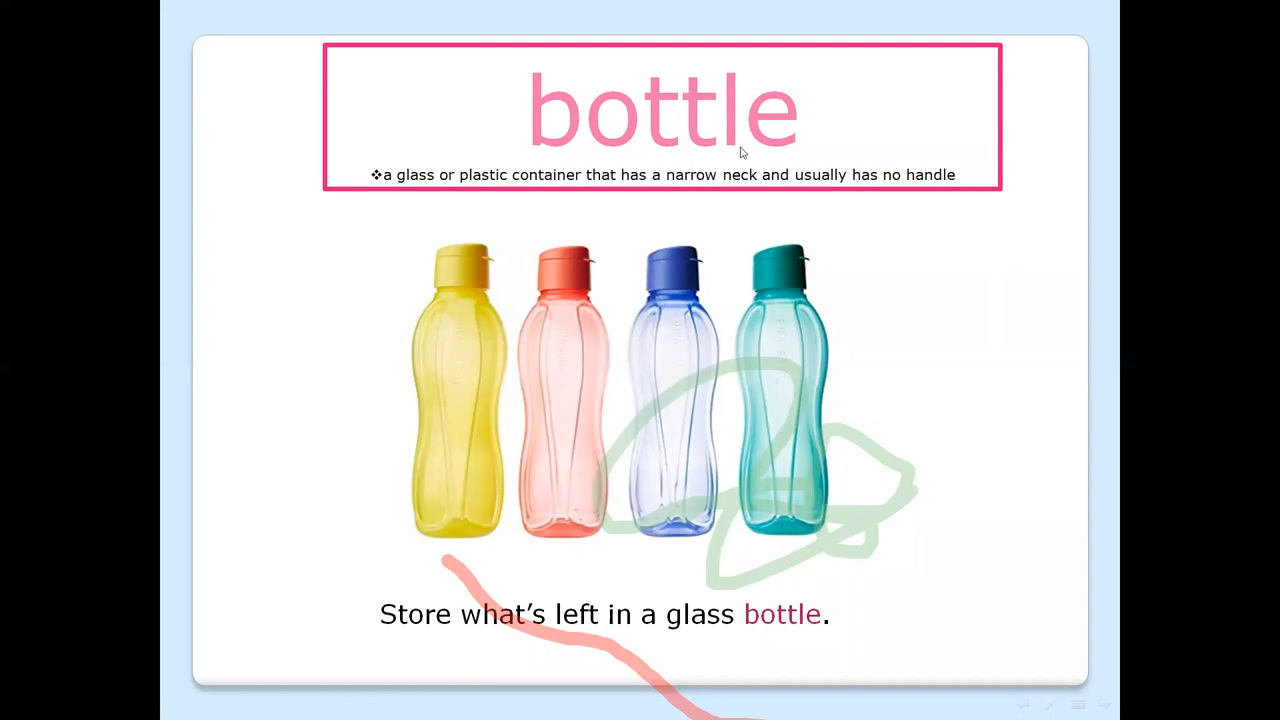 bottle
❖a glass or plastic container that has a narrow neck and usually has no handle
Store what’s left in a glass bottle.